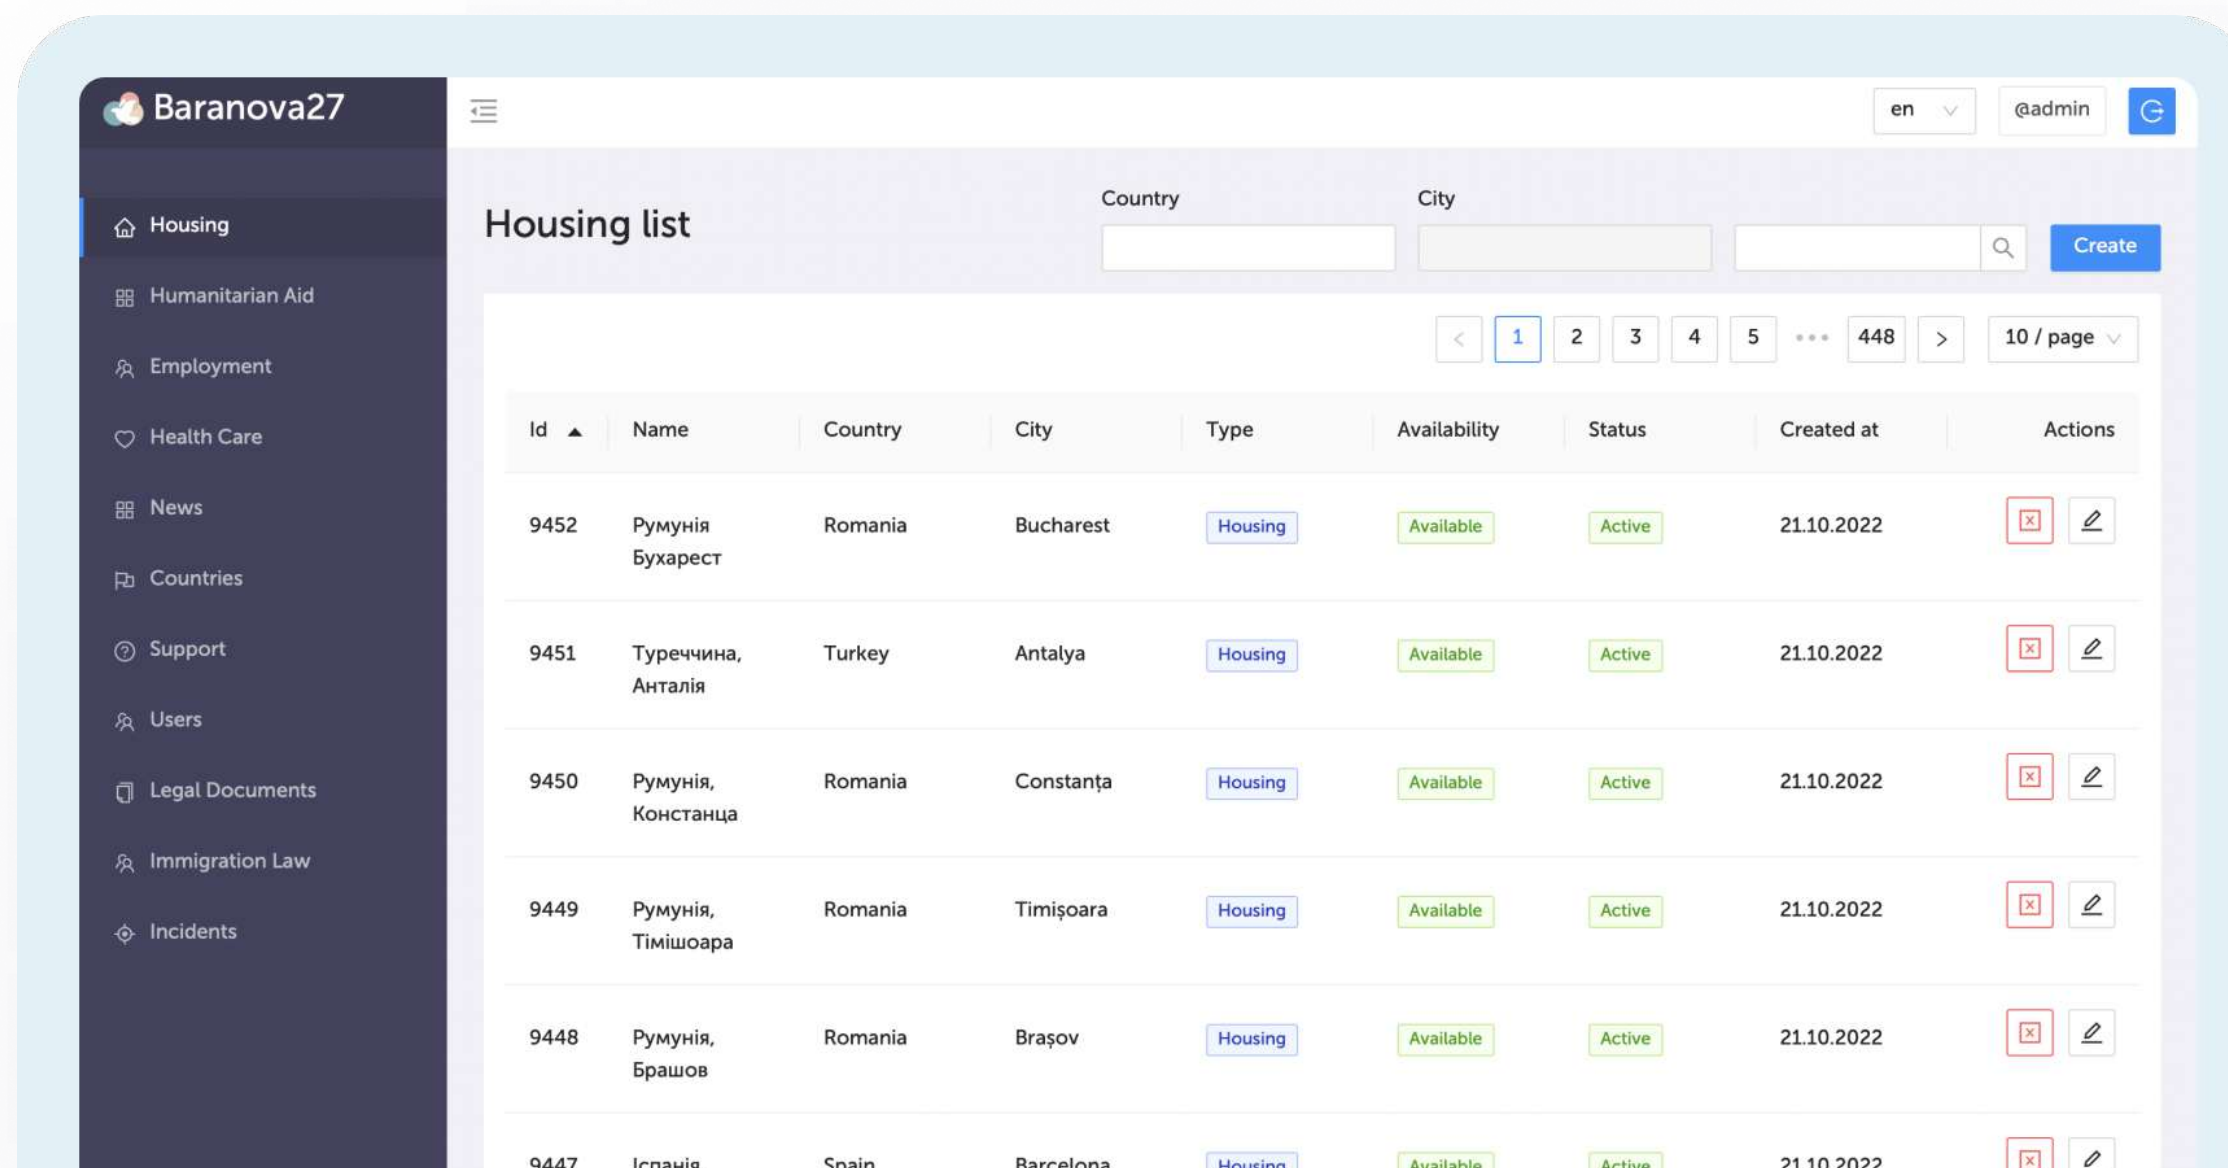 Baranova27
en
@admin
Housing
Humanitarian Aid
Employment
Health Care
News
Countries
Support
Users
Legal Documents
Immigration Law
Incidents
Housing list
Country
City
Create
1 2 3 4 5 ••• 448 10 / page
Id Name Country City Type Availability Status Created at Actions
9452 Румунія Romania Bucharest Housing Available Active 21.10.2022
Бухарест
9451 Туреччина, Turkey Antalya Housing Available Active 21.10.2022
Анталія
9450 Румунія, Romania Constanța Housing Available Active 21.10.2022
Констанца
9449 Румунія, Romania Timișoara Housing Available Active 21.10.2022
Тімішоара
9448 Румунія, Romania Brașov Housing Available Active 21.10.2022
Брашов
9447 Іспанія Spain Barcelona Housing Available Active 21.10.2022